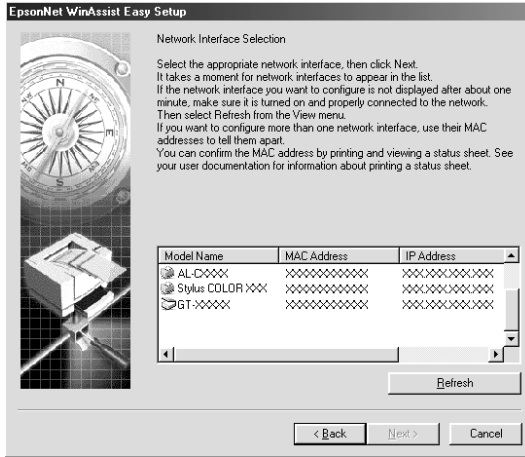 EpsonNet WinAssist Easy Setup
Network Interface Selection
Select the appropriate network interface, then click Next.
It takes a moment for network interfaces to appear in the list.
If the network interface you want to configure is not displayed after about one
minute, make sure it is turned on and properly connected to the network.
Then select Refresh from the View menu.
If you want to configure more than one network interface, use their MAC
addresses to tell them apart.
You can confirm the MAC address by printing and viewing a status sheet. See
your user documentation for information about printing a status sheet.
Model Name MAC Address IP Address
AL-CXXXX XXXXXXXXXXXX XXX.XXX.XXX.XXX
Stylus COLOR XXX XXXXXXXXXXXX XXX.XXX.XXX.XXX
GT-XXXXX XXXXXXXXXXXX XXX.XXX.XXX.XXX
Refresh
< Back Next > Cancel
N
E
S